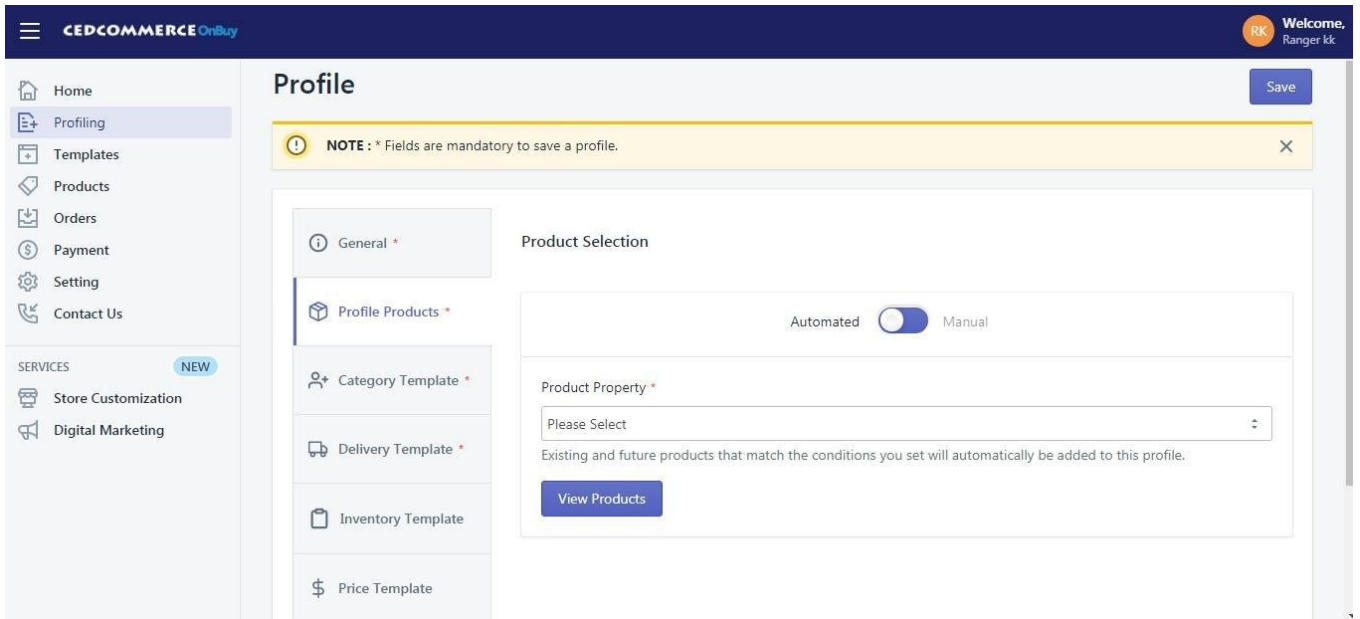 CEDCOMMERCE OnBuy
RK
Welcome,
Ranger kk
Home
Profiling
Templates
Products
Orders
Payment
Setting
Contact Us
SERVICES NEW
Store Customization
Digital Marketing
Profile
Save
NOTE : * Fields are mandatory to save a profile.
General *
Profile Products *
Category Template *
Delivery Template *
Inventory Template
Price Template
Product Selection
Automated Manual
Product Property *
Please Select
Existing and future products that match the conditions you set will automatically be added to this profile.
View Products